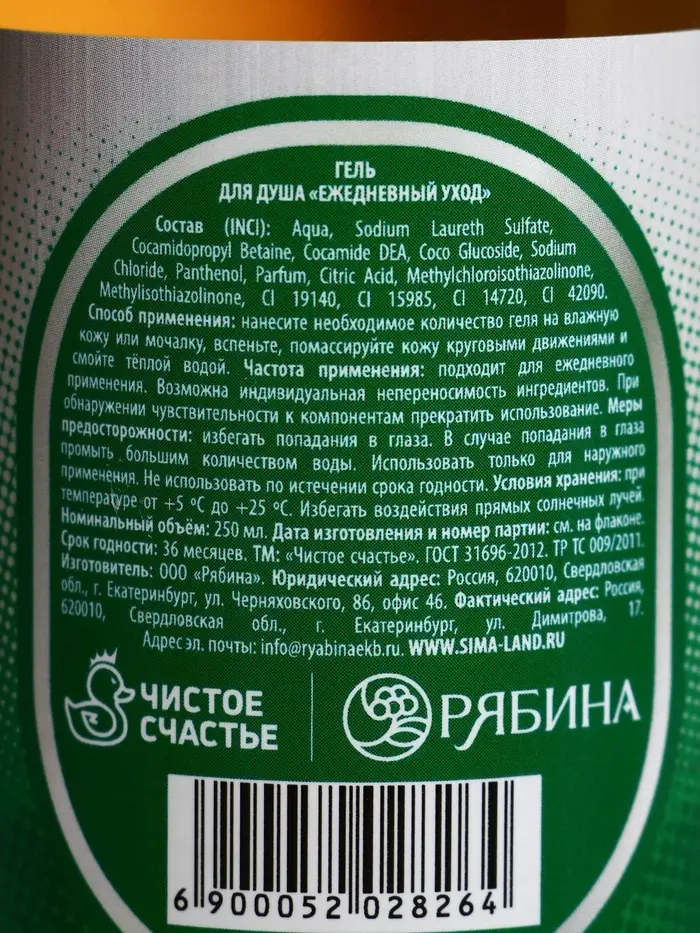 ГЕЛЬ
ДЛЯ ДУША «ЕЖЕДНЕВНЫЙ УХОД»
Состав (INCI): Aqua, Sodium Laureth Sulfate,
Cocamidopropyl Betaine, Cocamide DEA, Coco Glucoside, Sodium
Chloride, Panthenol, Parfum, Citric Acid, Methylchloroisothiazolinone,
Methylisothiazolinone, CI 19140, CI 15985, CI 14720, CI 42090.
Способ применения: нанесите необходимое количество геля на влажную
кожу или мочалку, вспеньте, помассируйте кожу круговыми движениями и
смойте тёплой водой. Частота применения: подходит для ежедневного
применения. Возможна индивидуальная непереносимость ингредиентов. При
обнаружении чувствительности к компонентам прекратить использование. Меры
предосторожности: избегать попадания в глаза. В случае попадания в глаза
промыть большим количеством воды. Использовать только для наружного
применения. Не использовать по истечении срока годности. Условия хранения: при
температуре от +5 °C до +25 °C. Избегать воздействия прямых солнечных лучей.
Номинальный объём: 250 мл. Дата изготовления и номер партии: см. на флаконе.
Срок годности: 36 месяцев. ТМ: «Чистое счастье». ГОСТ 31696-2012. ТР ТС 009/2011.
Изготовитель: ООО «Рябина». Юридический адрес: Россия, 620010, Свердловская
обл., г. Екатеринбург, ул. Черняховского, 86, офис 46. Фактический адрес: Россия,
620010, Свердловская обл., г. Екатеринбург, ул. Димитрова, 17.
Адрес эл. почты: info@ryabinaekb.ru. WWW.SIMA-LAND.RU
ЧИСТОЕ
СЧАСТЬЕ
РЯБИНА
6 900052 028264